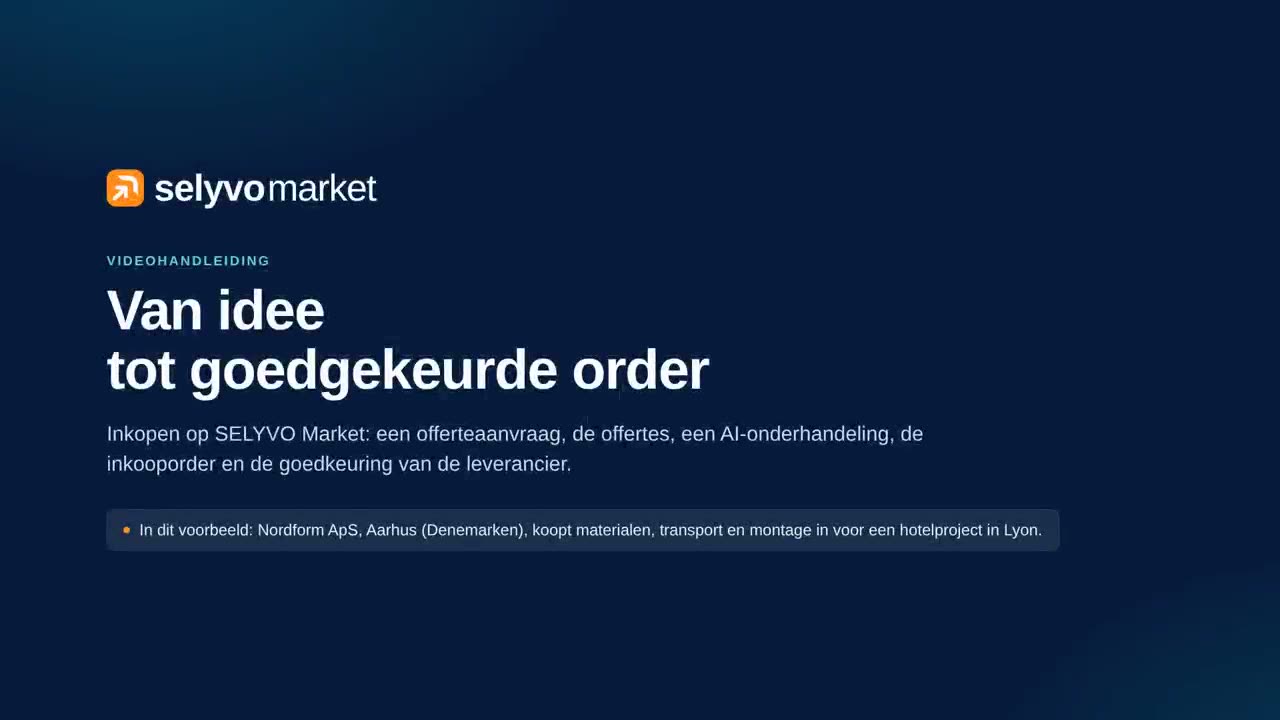 selyvomarket
VIDEOHANDLEIDING
Van idee
tot goedgekeurde order
Inkopen op SELYVO Market: een offerteaanvraag, de offertes, een AI-onderhandeling, de
inkooporder en de goedkeuring van de leverancier.
In dit voorbeeld: Nordform ApS, Aarhus (Denemarken), koopt materialen, transport en montage in voor een hotelproject in Lyon.